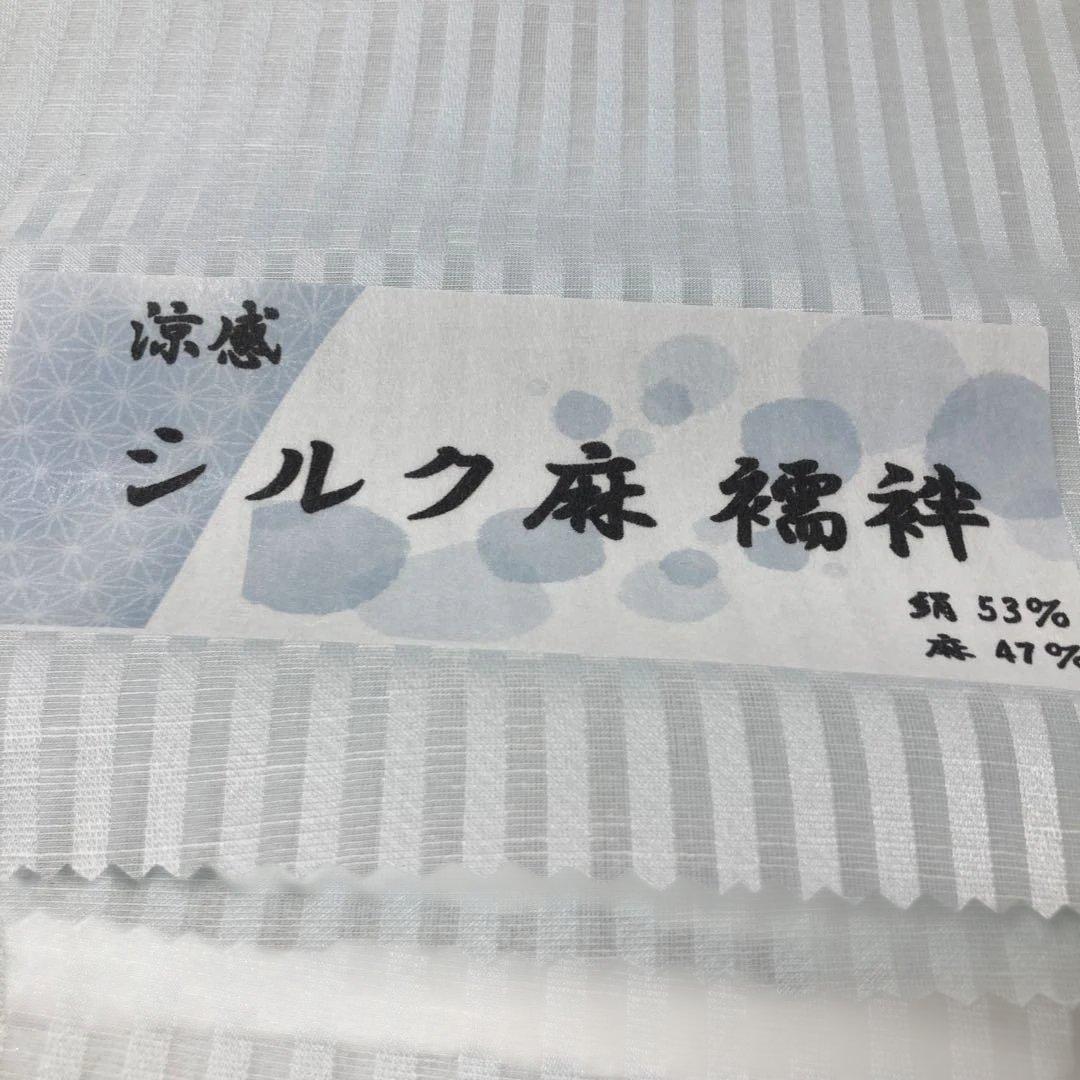 涼感
シルク麻 襦袢
絹 53%
麻 47%